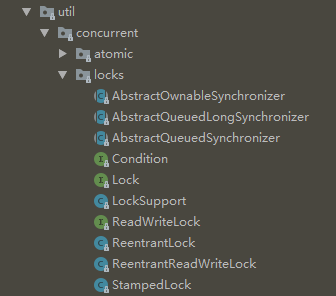 util
concurrent
atomic
locks
AbstractOwnableSynchronizer
AbstractQueuedLongSynchronizer
AbstractQueuedSynchronizer
Condition
Lock
LockSupport
ReadWriteLock
ReentrantLock
ReentrantReadWriteLock
StampedLock